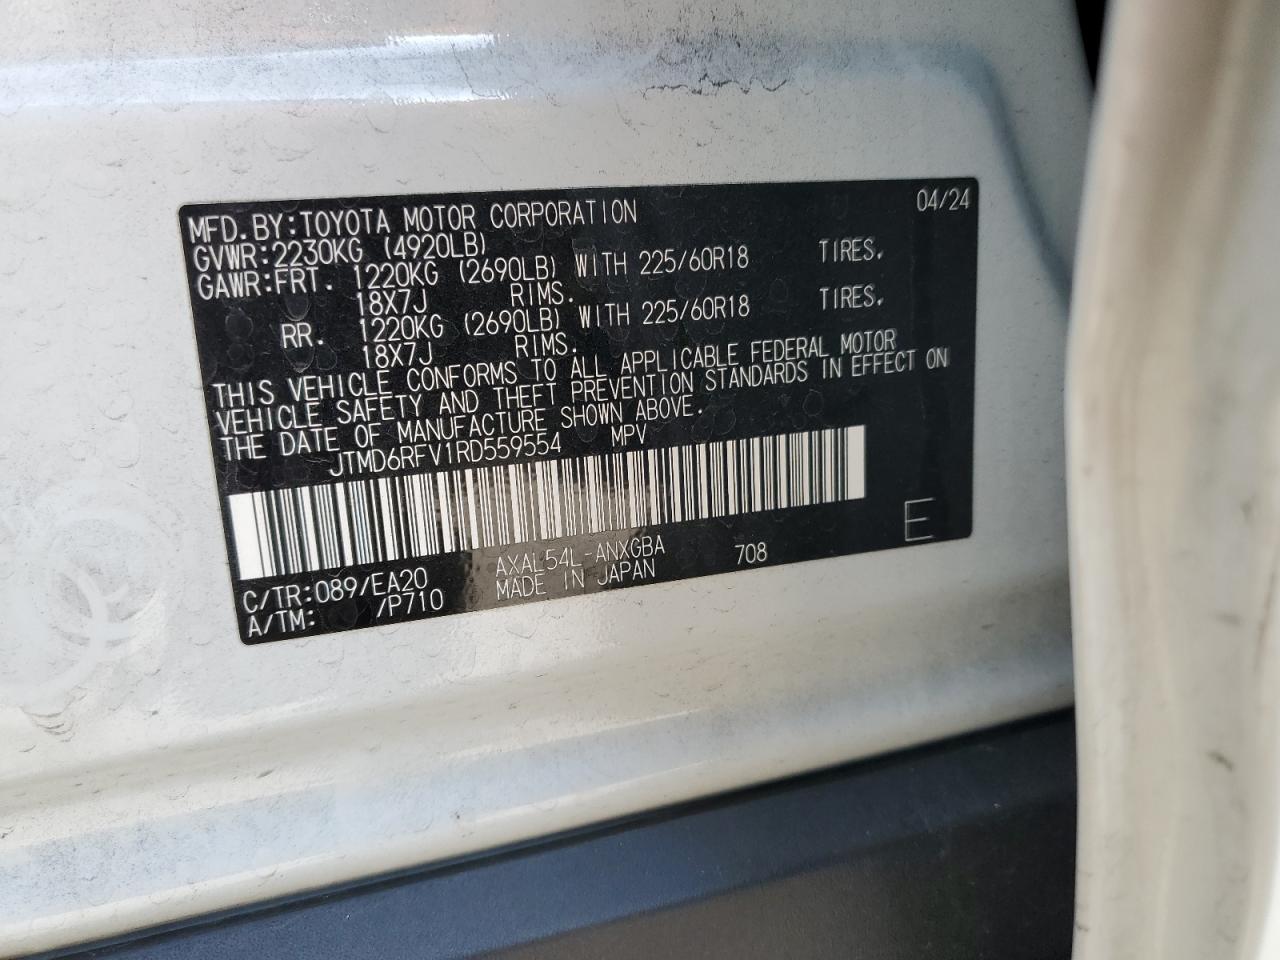 MFD.BY:TOYOTA MOTOR CORPORATION 04/24
GVWR:2230KG (4920LB)
GAWR:FRT. 1220KG (2690LB) WITH 225/60R18 TIRES.
18X7J RIMS.
RR. 1220KG (2690LB) WITH 225/60R18 TIRES.
18X7J RIMS.
THIS VEHICLE CONFORMS TO ALL APPLICABLE FEDERAL MOTOR
VEHICLE SAFETY AND THEFT PREVENTION STANDARDS IN EFFECT ON
THE DATE OF MANUFACTURE SHOWN ABOVE.
JTMD6RFV1RD559554 MPV
E
C/TR:089/EA20 AXAL54L-ANXGBA 708
A/TM: /P710 MADE IN JAPAN